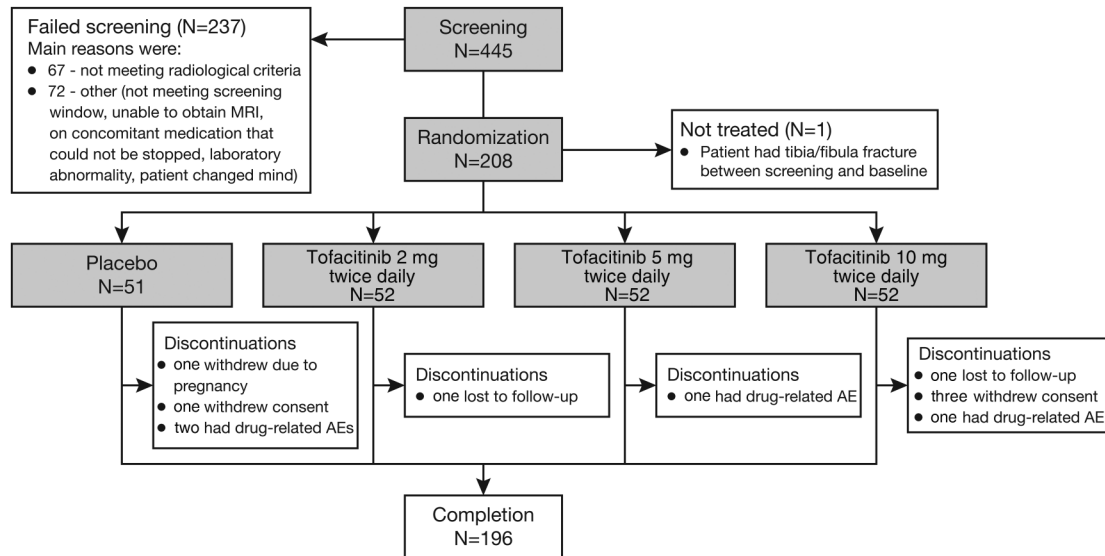 Failed screening (N=237)
Main reasons were:
● 67 - not meeting radiological criteria
● 72 - other (not meeting screening
window, unable to obtain MRI,
on concomitant medication that
could not be stopped, laboratory
abnormality, patient changed mind)
Screening
N=445
Randomization
N=208
Not treated (N=1)
● Patient had tibia/fibula fracture
between screening and baseline
Placebo
N=51
Tofacitinib 2 mg
twice daily
N=52
Tofacitinib 5 mg
twice daily
N=52
Tofacitinib 10 mg
twice daily
N=52
Discontinuations
● one withdrew due to
pregnancy
● one withdrew consent
● two had drug-related AEs
Discontinuations
● one lost to follow-up
Discontinuations
● one had drug-related AE
Discontinuations
● one lost to follow-up
● three withdrew consent
● one had drug-related AE
Completion
N=196